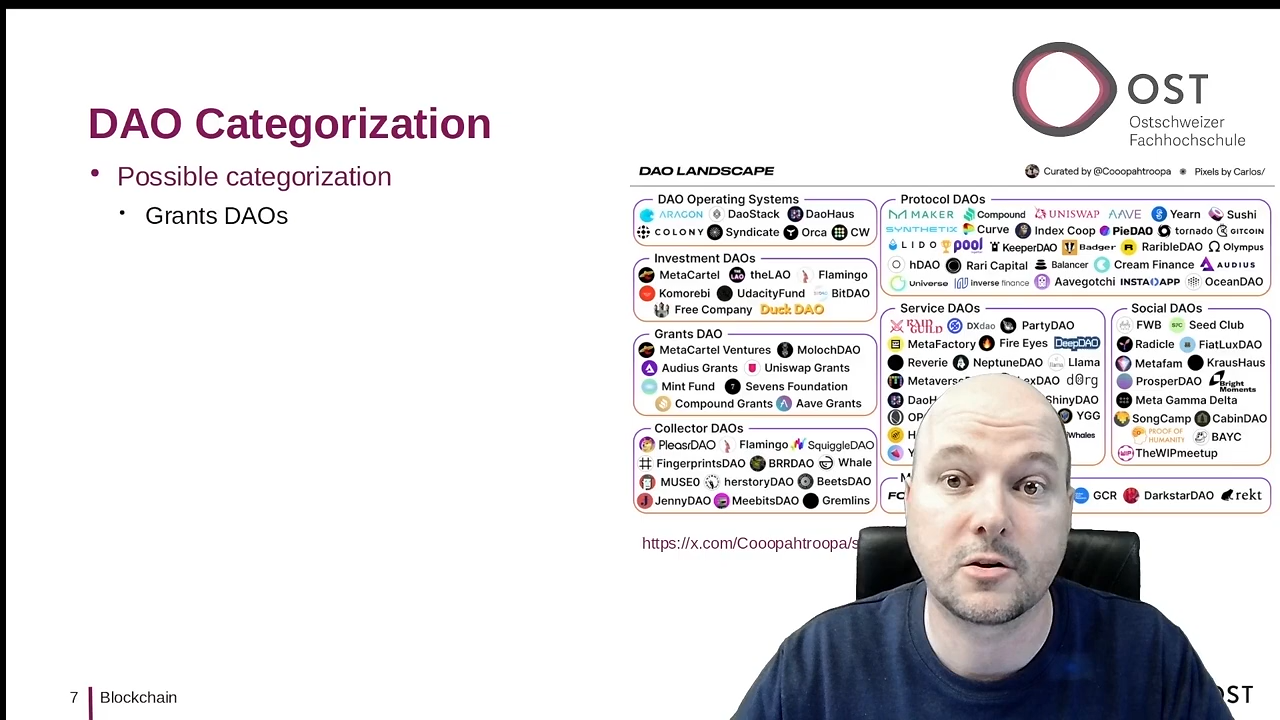 OST
Ostschweizer
Fachhochschule
DAO Categorization
• Possible categorization
• Grants DAOs
DAO LANDSCAPE
Curated by @Cooopahtroopa
Pixels by Carlos/
DAO Operating Systems
ARAGON DaoStack DaoHaus
COLONY Syndicate Orca CW
Investment DAOs
MetaCartel theLAO Flamingo
Komorebi UdacityFund BitDAO
Free Company Duck DAO
Grants DAO
MetaCartel Ventures MolochDAO
Audius Grants Uniswap Grants
Mint Fund Sevens Foundation
Compound Grants Aave Grants
Collector DAOs
PleasrDAO Flamingo SquiggleDAO
FingerprintsDAO BRRDAO Whale
MUSE0 herstoryDAO BeetsDAO
JennyDAO MeebitsDAO Gremlins
Protocol DAOs
MAKER Compound UNISWAP AAVE Yearn Sushi
SYNTHETIX Curve Index Coop PieDAO tornado GITCOIN
LIDO pool KeeperDAO Badger RaribleDAO Olympus
hDAO Rari Capital Balancer Cream Finance AUDIUS
Universe inverse finance Aavegotchi INSTADAPP OceanDAO
Service DAOs
RAID GUILD DXdao PartyDAO
MetaFactory Fire Eyes DeepDAO
Reverie NeptuneDAO Llama
d0rg
YGG
Social DAOs
FWB Seed Club
Radicle FiatLuxDAO
Metafam KrausHaus
ProsperDAO Bright Moments
Meta Gamma Delta
SongCamp CabinDAO
PROOF OF HUMANITY BAYC
TheWIPmeetup
GCR DarkstarDAO rekt
https://x.com/Cooopahtroopa/s
7 Blockchain